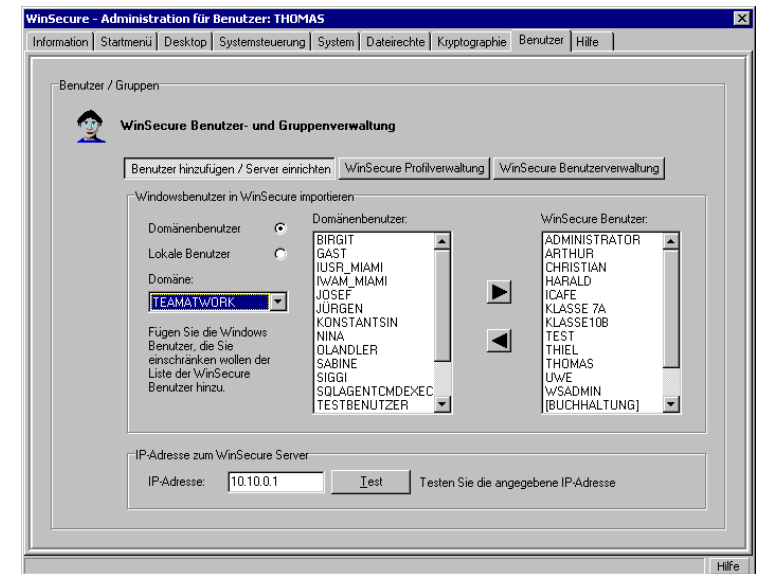 WinSecure - Administration für Benutzer: THOMAS
Information Startmenü Desktop Systemsteuerung System Dateirechte Kryptographie Benutzer Hilfe
Benutzer / Gruppen
WinSecure Benutzer- und Gruppenverwaltung
Benutzer hinzufügen / Server einrichten WinSecure Profilverwaltung WinSecure Benutzerverwaltung
Windowsbenutzer in WinSecure importieren
Domänenbenutzer
Lokale Benutzer
Domäne:
TEAMATWORK
Fügen Sie die Windows
Benutzer, die Sie
einschränken wollen der
Liste der WinSecure
Benutzer hinzu.
Domänenbenutzer:
BIRGIT
GAST
IUSR_MIAMI
IWAM_MIAMI
JOSEF
JÜRGEN
KONSTANTSIN
NINA
OLANDLER
SABINE
SIGGI
SQLAGENTCMDEXEC
TESTBENUTZER
WinSecure Benutzer:
ADMINISTRATOR
ARTHUR
CHRISTIAN
HARALD
ICAFE
KLASSE 7A
KLASSE10B
TEST
THIEL
THOMAS
UWE
WSADMIN
[BUCHHALTUNG]
IP-Adresse zum WinSecure Server
IP-Adresse: 10.10.0.1 Test Testen Sie die angegebene IP-Adresse
Hilfe